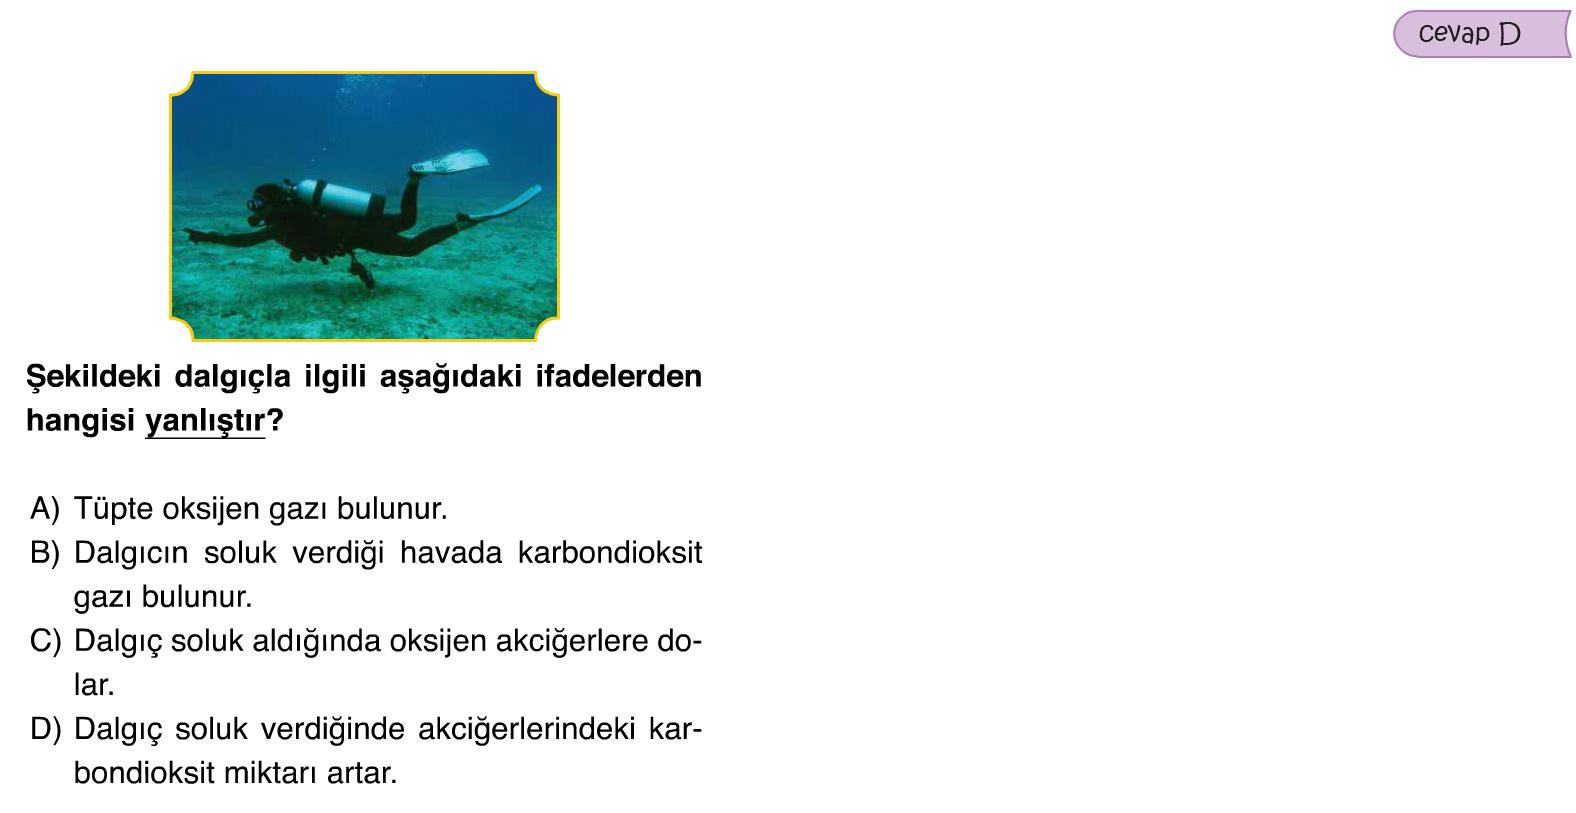 cevap D
Şekildeki dalgıçla ilgili aşağıdaki ifadelerden
hangisi yanlıştır?
A) Tüpte oksijen gazı bulunur.
B) Dalgıcın soluk verdiği havada karbondioksit
gazı bulunur.
C) Dalgıç soluk aldığında oksijen akciğerlere do-
lar.
D) Dalgıç soluk verdiğinde akciğerlerindeki kar-
bondioksit miktarı artar.